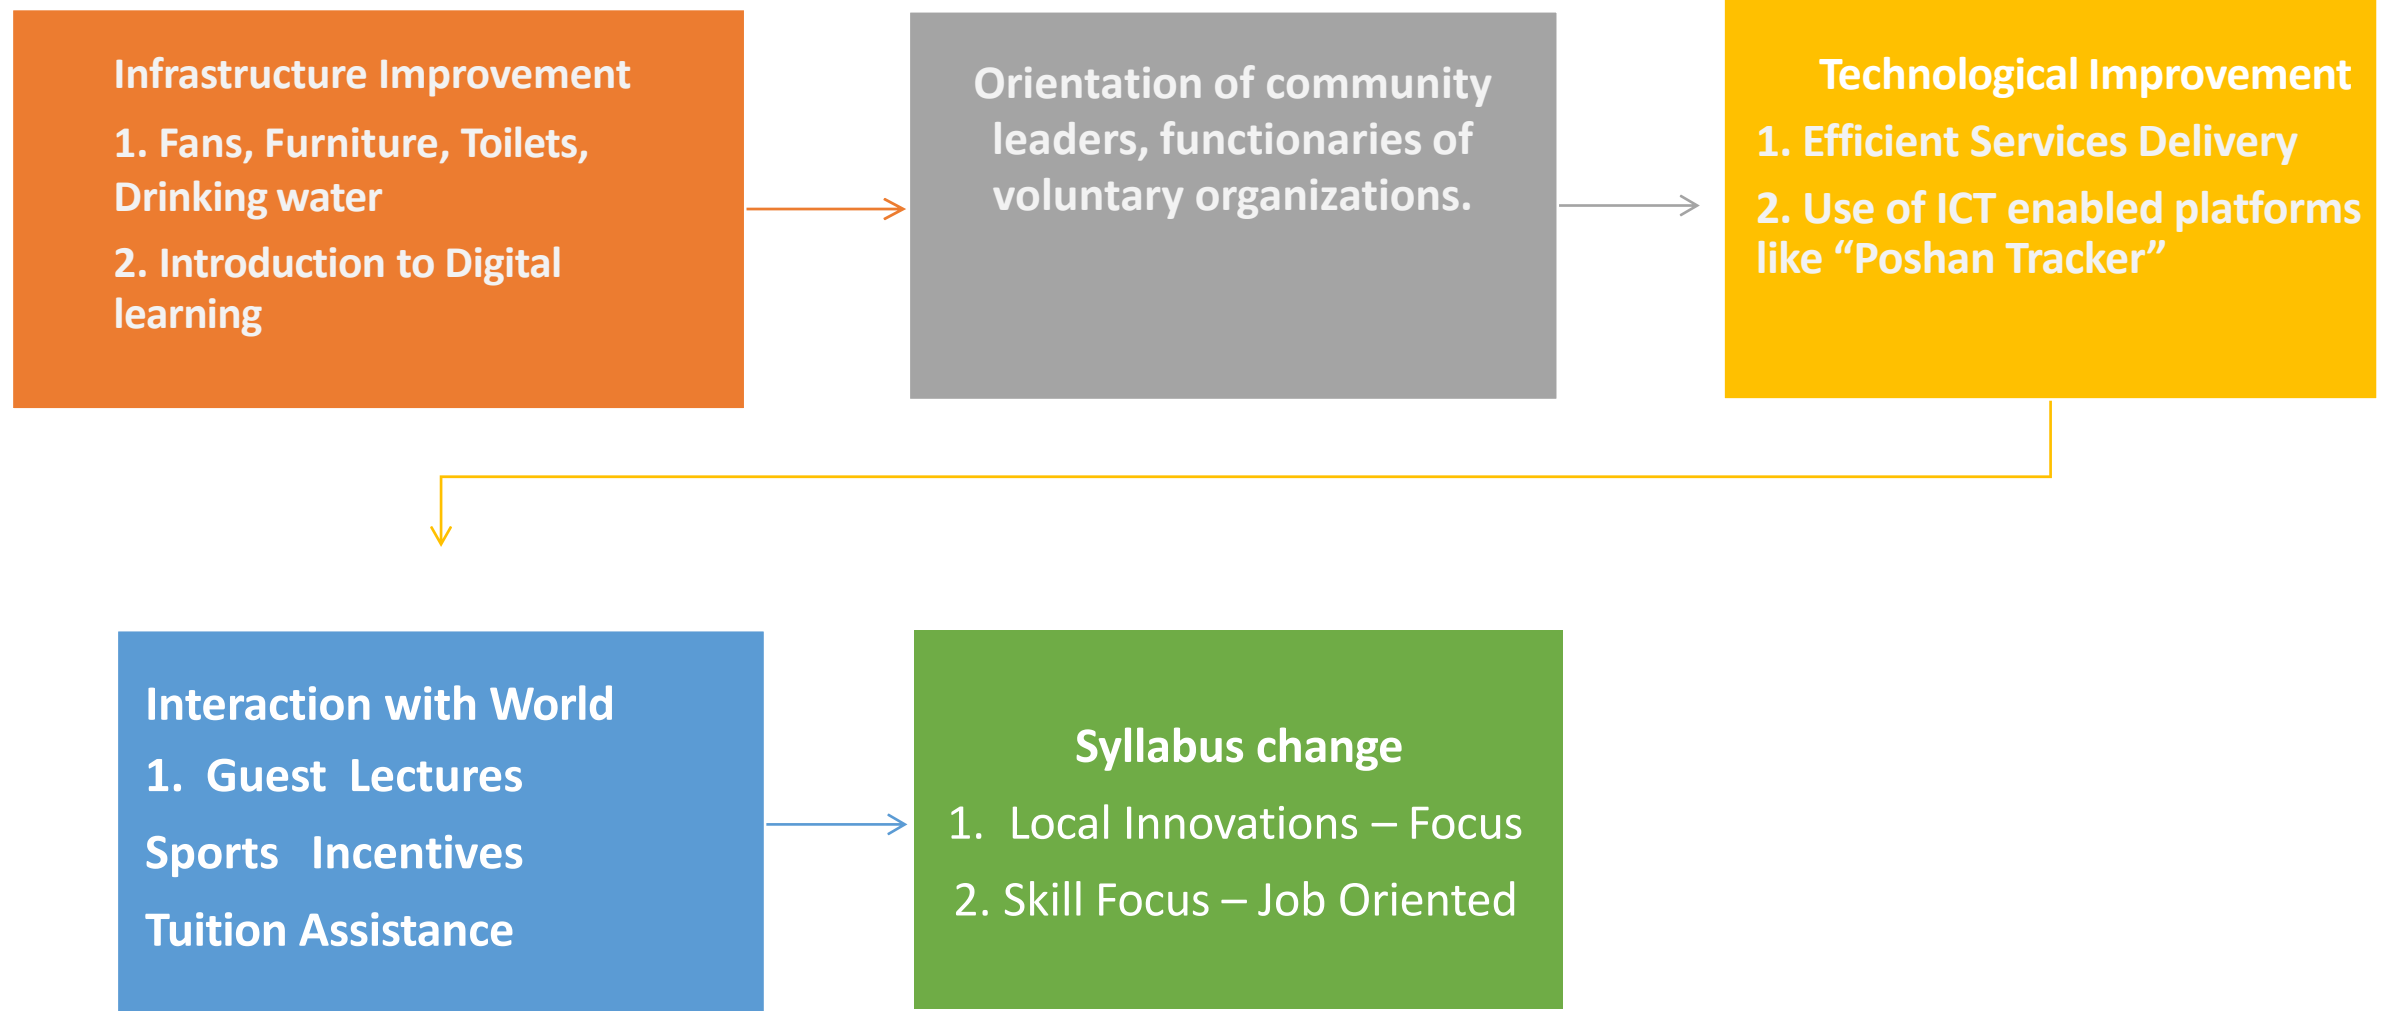 Infrastructure Improvement
1. Fans, Furniture, Toilets,
Drinking water
2. Introduction to Digital
learning
Orientation of community
leaders, functionaries of
voluntary organizations.
Technological Improvement
1. Efficient Services Delivery
2. Use of ICT enabled platforms
like “Poshan Tracker”
Interaction with World
1. Guest Lectures
Sports Incentives
Tuition Assistance
Syllabus change
1. Local Innovations – Focus
2. Skill Focus – Job Oriented